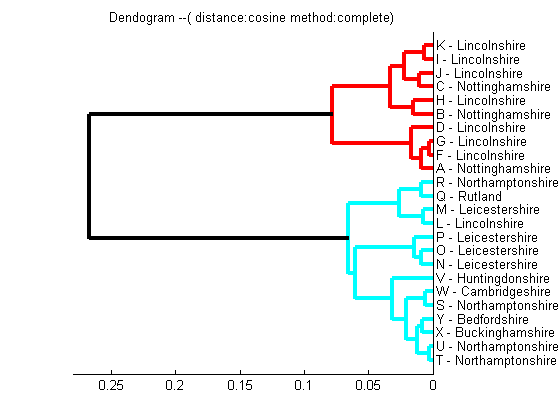 Dendogram --( distance:cosine method:complete)
K - Lincolnshire
I - Lincolnshire
J - Lincolnshire
C - Nottinghamshire
H - Lincolnshire
B - Nottinghamshire
D - Lincolnshire
G - Lincolnshire
F - Lincolnshire
A - Nottinghamshire
R - Northamptonshire
Q - Rutland
M - Leicestershire
L - Lincolnshire
P - Leicestershire
O - Leicestershire
N - Leicestershire
V - Huntingdonshire
W - Cambridgeshire
S - Northamptonshire
Y - Bedfordshire
X - Buckinghamshire
U - Northamptonshire
T - Northamptonshire
0.25 0.2 0.15 0.1 0.05 0